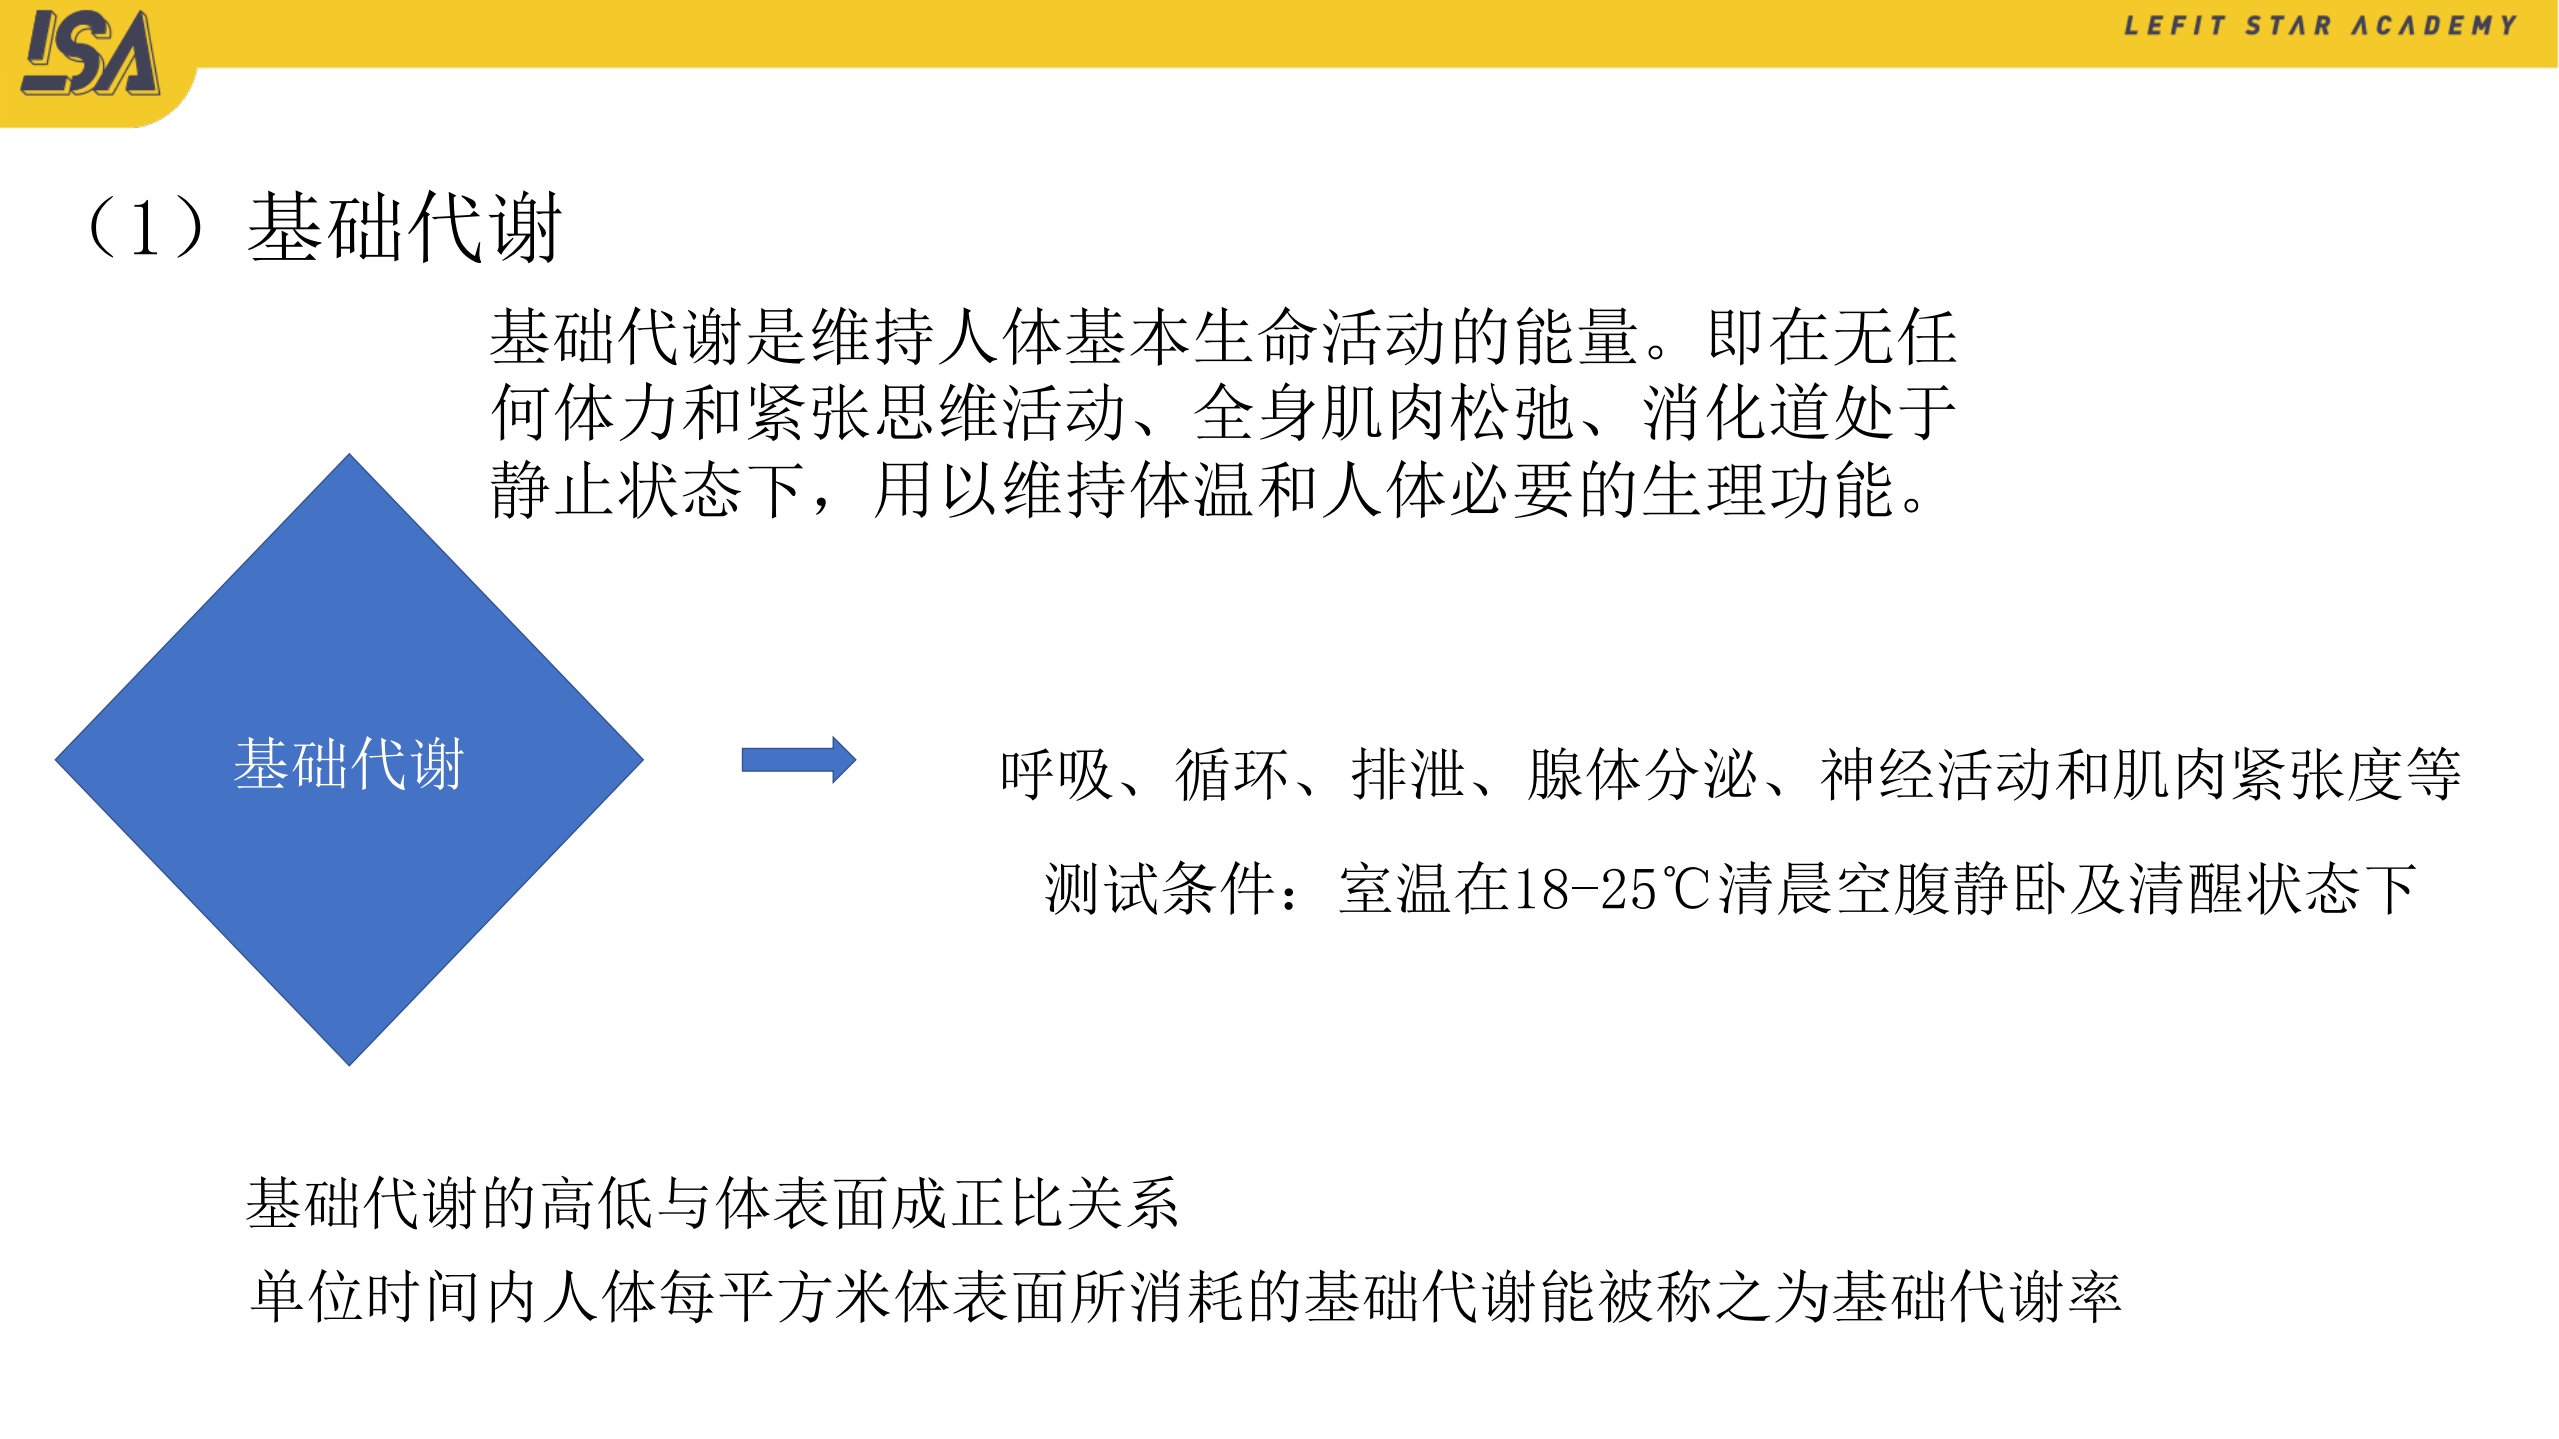 LSA
LEFIT STAR ACADEMY
（1）基础代谢
基础代谢是维持人体基本生命活动的能量。即在无任
何体力和紧张思维活动、全身肌肉松弛、消化道处于
静止状态下，用以维持体温和人体必要的生理功能。
基础代谢
呼吸、循环、排泄、腺体分泌、神经活动和肌肉紧张度等
测试条件：室温在18-25℃清晨空腹静卧及清醒状态下
基础代谢的高低与体表面成正比关系
单位时间内人体每平方米体表面所消耗的基础代谢能被称之为基础代谢率